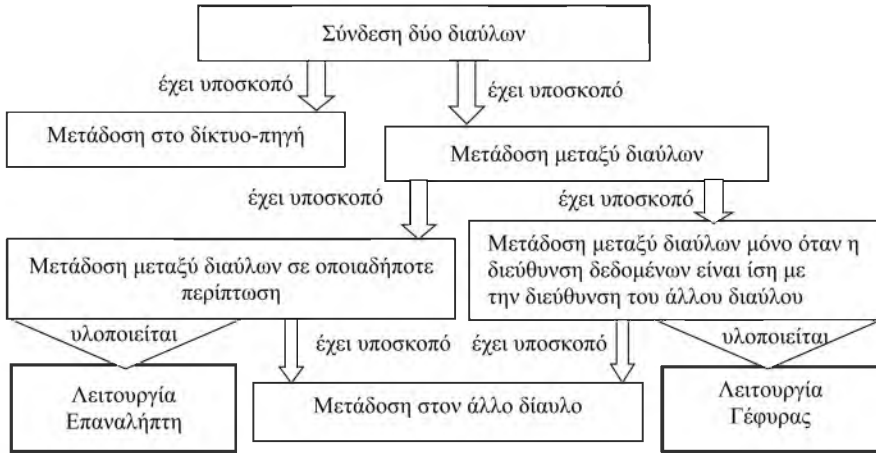 Σύνδεση δύο διαύλων
έχει υποσκοπό
έχει υποσκοπό
Μετάδοση στο δίκτυο-πηγή
Μετάδοση μεταξύ διαύλων
έχει υποσκοπό
έχει υποσκοπό
Μετάδοση μεταξύ διαύλων σε οποιαδήποτε
περίπτωση
Μετάδοση μεταξύ διαύλων μόνο όταν η
διεύθυνση δεδομένων είναι ίση με
την διεύθυνση του άλλου διαύλου
υλοποιείται
έχει υποσκοπό
έχει υποσκοπό
υλοποιείται
Λειτουργία
Επαναλήπτη
Μετάδοση στον άλλο δίαυλο
Λειτουργία
Γέφυρας